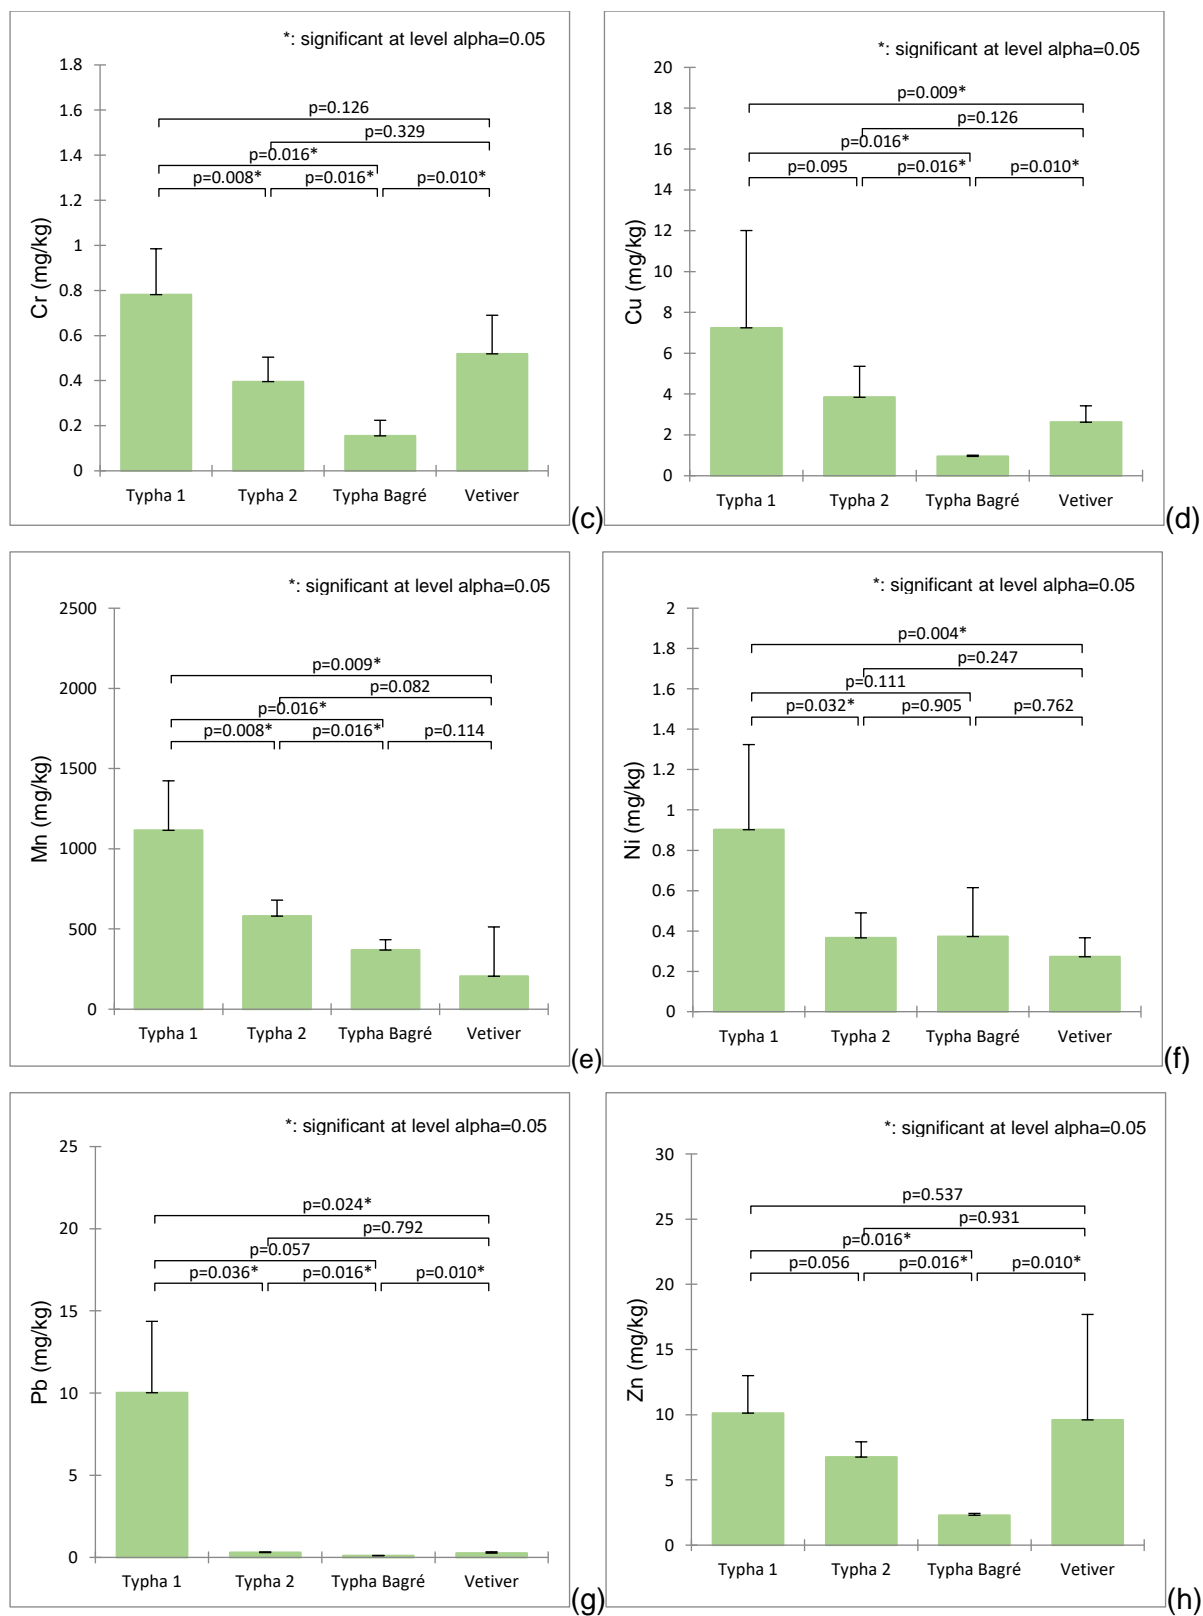 *: significant at level alpha=0.05
Cr (mg/kg)
1.8
1.6
1.4
1.2
1
0.8
0.6
0.4
0.2
0
p=0.126
p=0.329
p=0.016*
p=0.008*
p=0.016*
p=0.010*
Typha 1
Typha 2
Typha Bagré
Vetiver
(c)
*: significant at level alpha=0.05
Cu (mg/kg)
20
18
16
14
12
10
8
6
4
2
0
p=0.009*
p=0.126
p=0.016*
p=0.095
p=0.016*
p=0.010*
Typha 1
Typha 2
Typha Bagré
Vetiver
(d)
*: significant at level alpha=0.05
Mn (mg/kg)
2500
2000
1500
1000
500
0
p=0.009*
p=0.082
p=0.016*
p=0.008*
p=0.016*
p=0.114
Typha 1
Typha 2
Typha Bagré
Vetiver
(e)
*: significant at level alpha=0.05
Ni (mg/kg)
2
1.8
1.6
1.4
1.2
1
0.8
0.6
0.4
0.2
0
p=0.004*
p=0.247
p=0.111
p=0.032*
p=0.905
p=0.762
Typha 1
Typha 2
Typha Bagré
Vetiver
(f)
*: significant at level alpha=0.05
Pb (mg/kg)
25
20
15
10
5
0
p=0.024*
p=0.792
p=0.057
p=0.036*
p=0.016*
p=0.010*
Typha 1
Typha 2
Typha Bagré
Vetiver
(g)
*: significant at level alpha=0.05
Zn (mg/kg)
30
25
20
15
10
5
0
p=0.537
p=0.931
p=0.016*
p=0.056
p=0.016*
p=0.010*
Typha 1
Typha 2
Typha Bagré
Vetiver
(h)